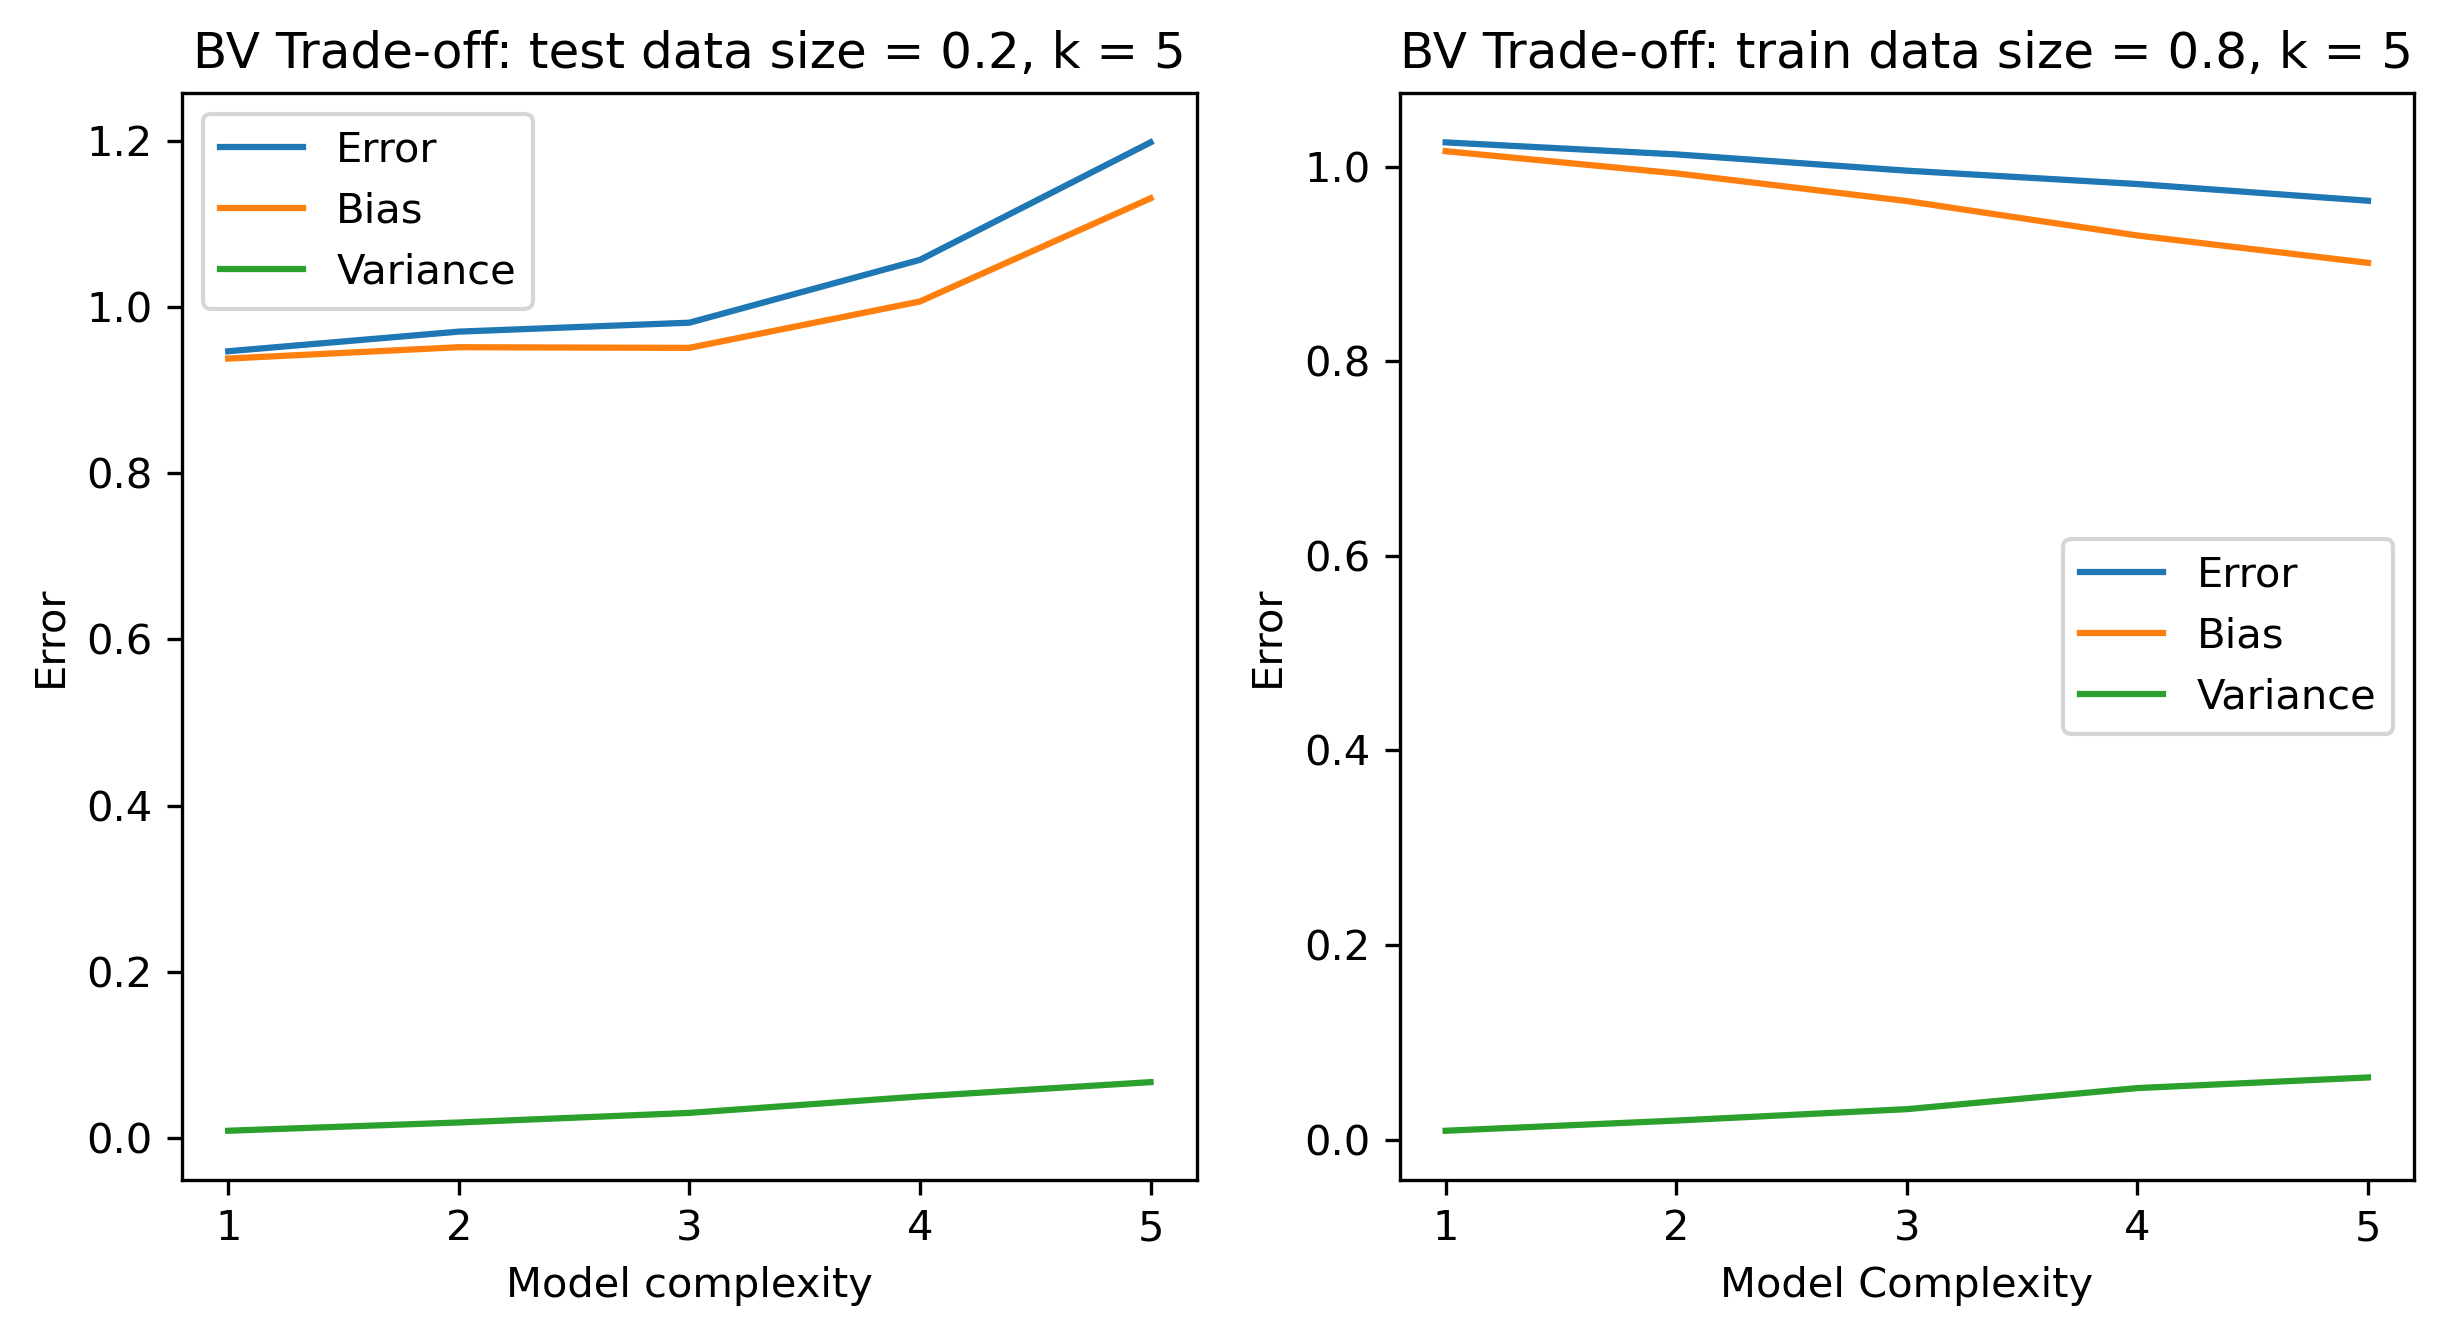 BV Trade-off: test data size = 0.2, k = 5
Error
Bias
Variance
1.2
1.0
0.8
0.6
0.4
0.2
0.0
Error
1
2
3
4
5
Model complexity
BV Trade-off: train data size = 0.8, k = 5
1.0
0.8
0.6
0.4
0.2
0.0
Error
Error
Bias
Variance
1
2
3
4
5
Model Complexity